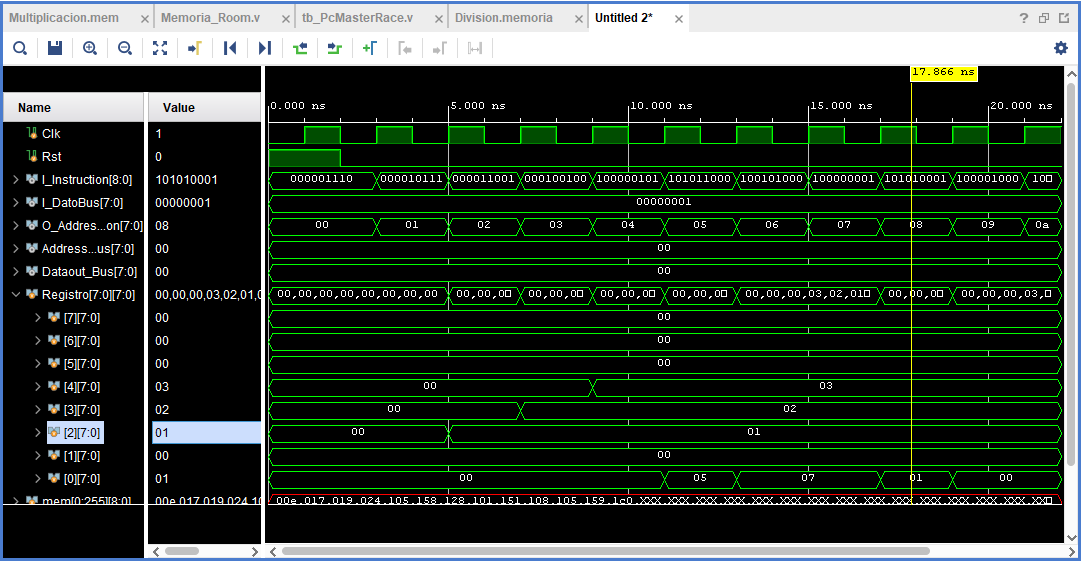 Multiplicacion.mem × Memoria_Room.v × tb_PcMasterRace.v × Division.memoria × Untitled 2* ×
17.866 ns
Name Value 0.000 ns 5.000 ns 10.000 ns 15.000 ns 20.000 ns
Clk 1
Rst 0
I_Instruction[8:0] 101010001 000001110 000010111 000011001 000100100 100000101 101011000 100101000 100000001 101010001 100001000 10
I_DatoBus[7:0] 00000001 00000001
O_Addres...on[7:0] 08 00 01 02 03 04 05 06 07 08 09 0a
Address...us[7:0] 00 00
Dataout_Bus[7:0] 00 00
Registro[7:0][7:0] 00,00,00,03,02,01,0 00,00,00,00,00,00,00,00 00,00,0 00,00,0 00,00,0 00,00,0 00,00,00,03,02,01 00,00,0 00,00,00,03,
[7][7:0] 00 00
[6][7:0] 00 00
[5][7:0] 00 00
[4][7:0] 03 00 03
[3][7:0] 02 00 02
[2][7:0] 01 00 01
[1][7:0] 00 00
[0][7:0] 01 00 05 07 01 00
mem[0:255][8:0] 00e,017,019,024,10 00e,017,019,024,105,158,128,101,151,108,105,159,1c0,XXX,XXX,XXX,XXX,XXX,XXX,XXX,XXX,XX